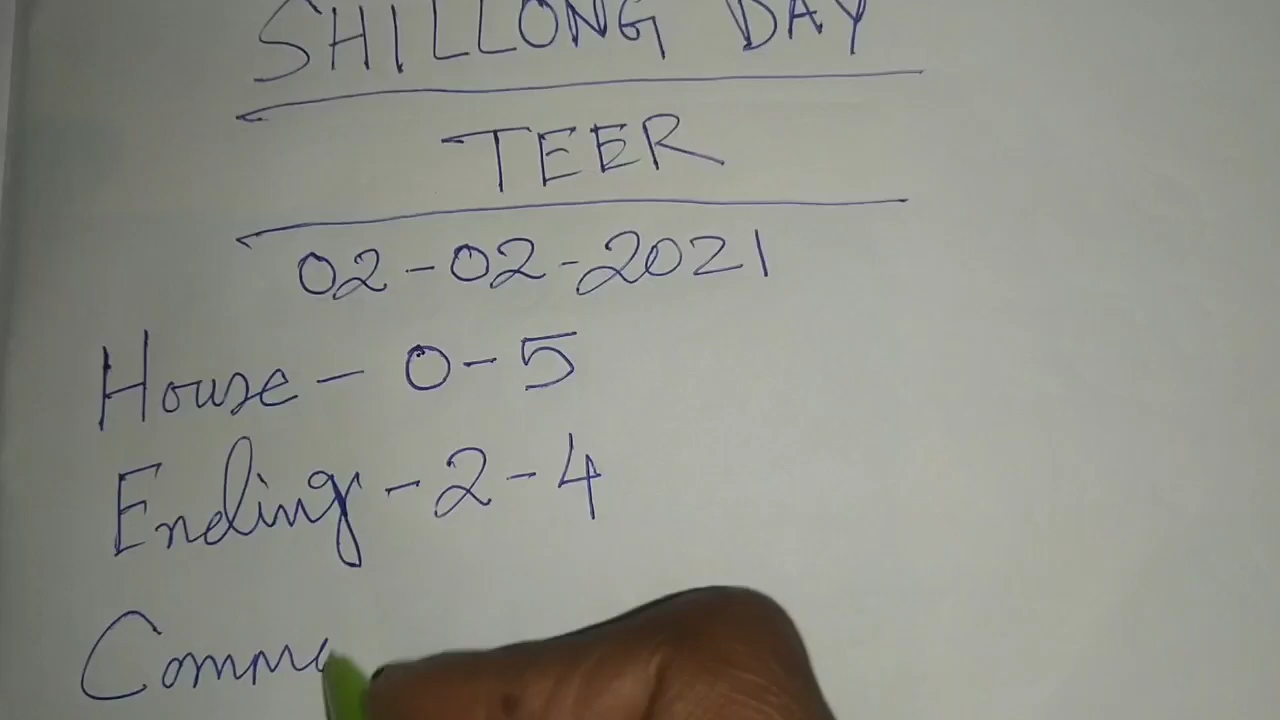 SHILLONG DAY
TEER
02-02-2021
House - 0-5
Ending - 2-4